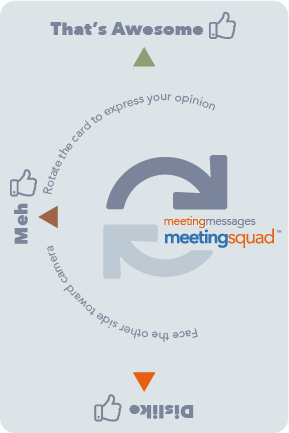 That's Awesome
Rotate the card to express your opinion
Meh
meetingmessages
meetingsquad™
Face the other side toward camera
Dislike